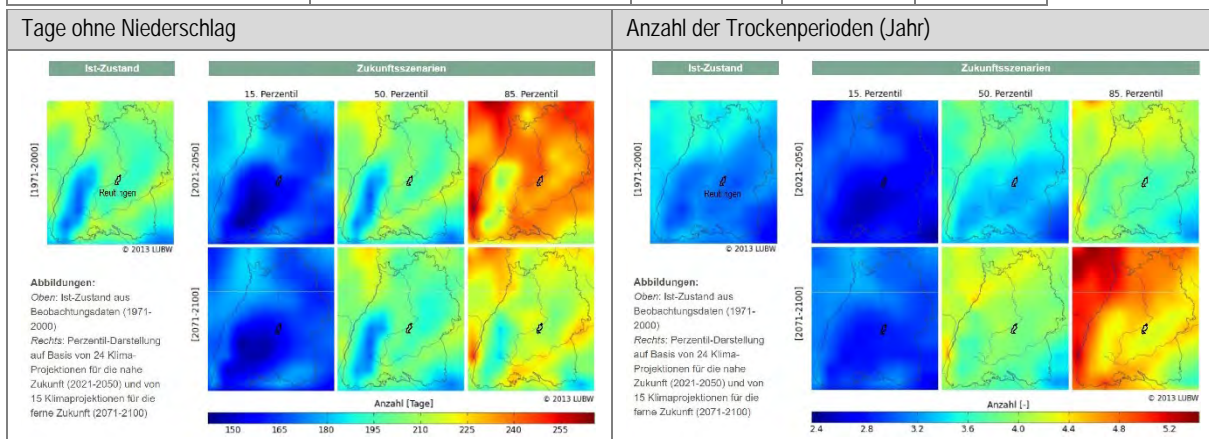 Tage ohne Niederschlag
Ist-Zustand
Zukunftsszenarien
15. Perzentil
50. Perzentil
85. Perzentil
[1971-2000]
[2021-2050]
Reutlingen
© 2013 LUBW
Abbildungen:
Oben: Ist-Zustand aus
Beobachtungsdaten (1971-
2000)
Rechts: Perzentil-Darstellung
auf Basis von 24 Klima-
Projektionen für die nahe
Zukunft (2021-2050) und von
15 Klimaprojektionen für die
ferne Zukunft (2071-2100)
[2071-2100]
© 2013 LUBW
Anzahl [Tage]
150 165 180 195 210 225 240 255
Anzahl der Trockenperioden (Jahr)
Ist-Zustand
Zukunftsszenarien
15. Perzentil
50. Perzentil
85. Perzentil
[1971-2000]
[2021-2050]
Reutlingen
© 2013 LUBW
Abbildungen:
Oben: Ist-Zustand aus
Beobachtungsdaten (1971-
2000)
Rechts: Perzentil-Darstellung
auf Basis von 24 Klima-
Projektionen für die nahe
Zukunft (2021-2050) und von
15 Klimaprojektionen für die
ferne Zukunft (2071-2100)
[2071-2100]
© 2013 LUBW
Anzahl [-]
2.4 2.8 3.2 3.6 4.0 4.4 4.8 5.2